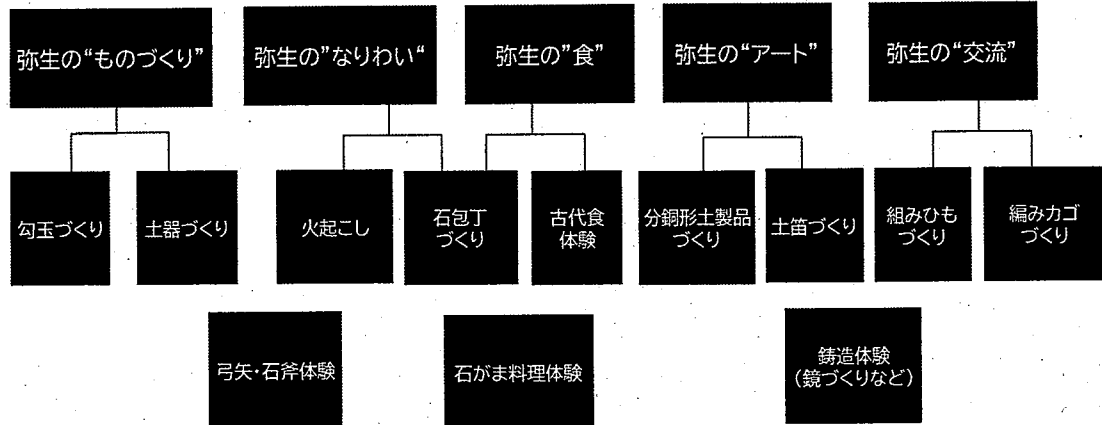 弥生の“ものづくり”
弥生の”なりわい“
弥生の”食”
弥生の“アート”
弥生の“交流”
勾玉づくり
土器づくり
火起こし
石包丁
づくり
古代食
体験
分銅形土製品
づくり
土笛づくり
組みひも
づくり
編みカゴ
づくり
弓矢・石斧体験
石がま料理体験
鋳造体験
（鏡づくりなど）